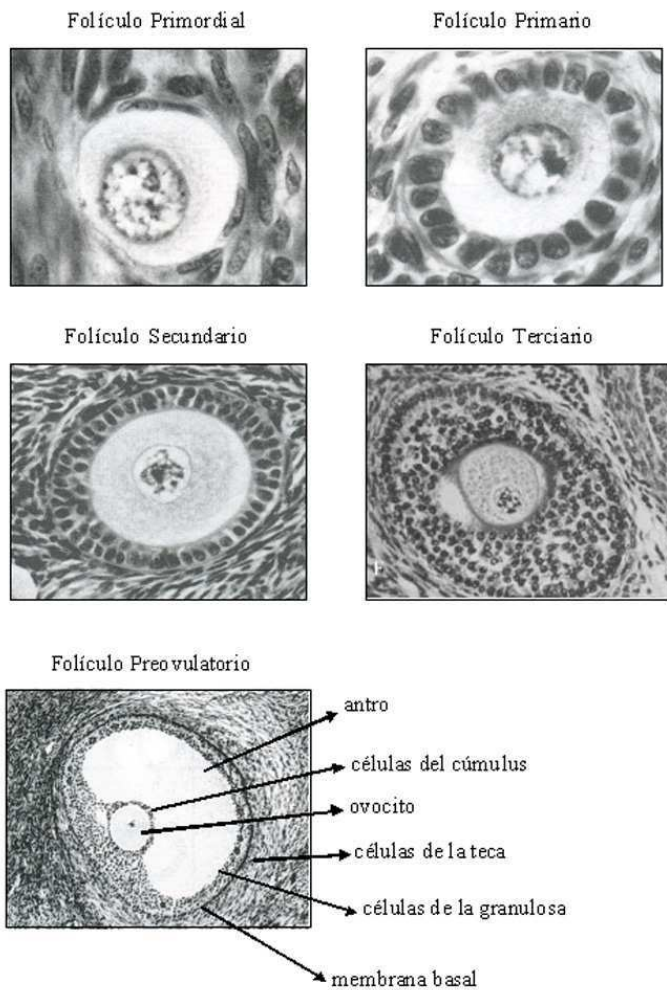 Folículo Primordial
Folículo Primario
Folículo Secundario
Folículo Terciario
Folículo Preovulatorio
antro
células del cúmulus
ovocito
células de la teca
células de la granulosa
membrana basal